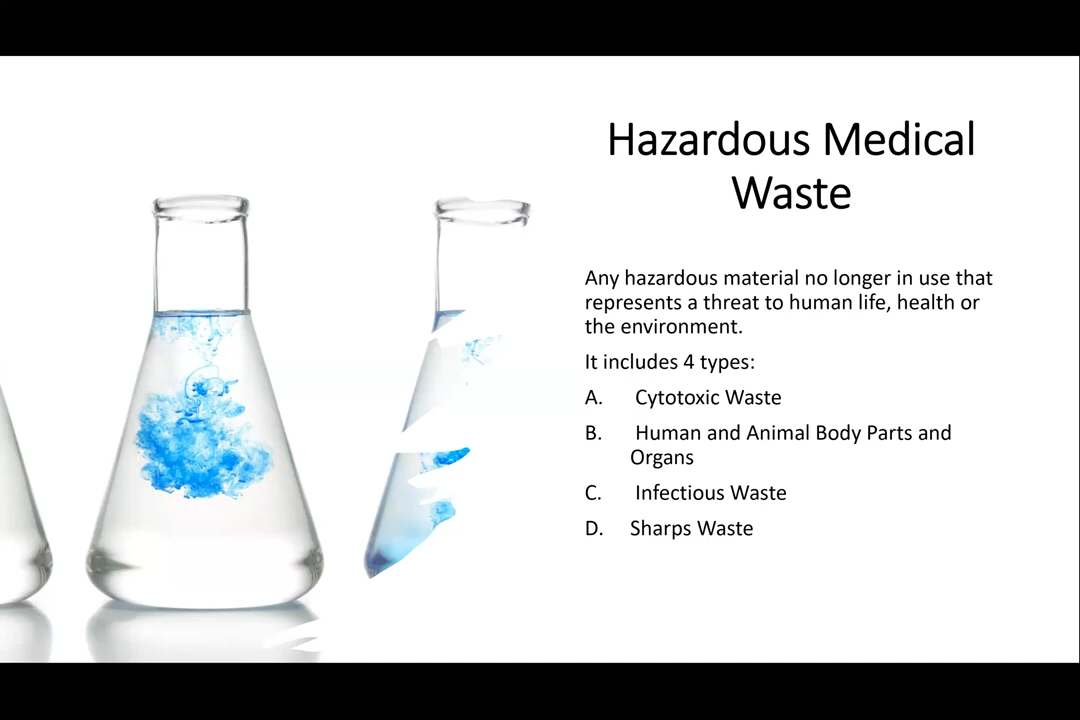 Hazardous Medical
Waste
Any hazardous material no longer in use that
represents a threat to human life, health or
the environment.
It includes 4 types:
A. Cytotoxic Waste
B. Human and Animal Body Parts and
Organs
C. Infectious Waste
D. Sharps Waste